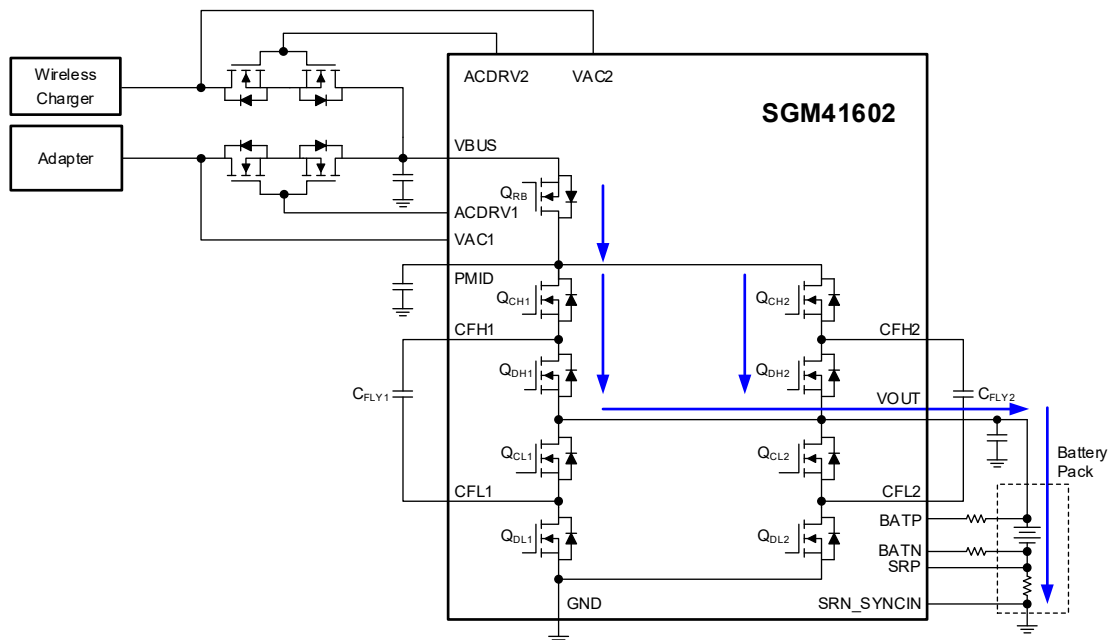 ACDRV2
VAC2
Wireless
Charger
SGM41602
Adapter
VBUS
QRB
ACDRV1
VAC1
PMID
QCH1
QCH2
CFH1
CFH2
QDH1
QDH2
CFLY1
VOUT
CFLY2
QCL1
QCL2
Battery
Pack
CFL1
CFL2
BATP
QDL1
QDL2
BATN
SRP
GND
SRN_SYNCIN